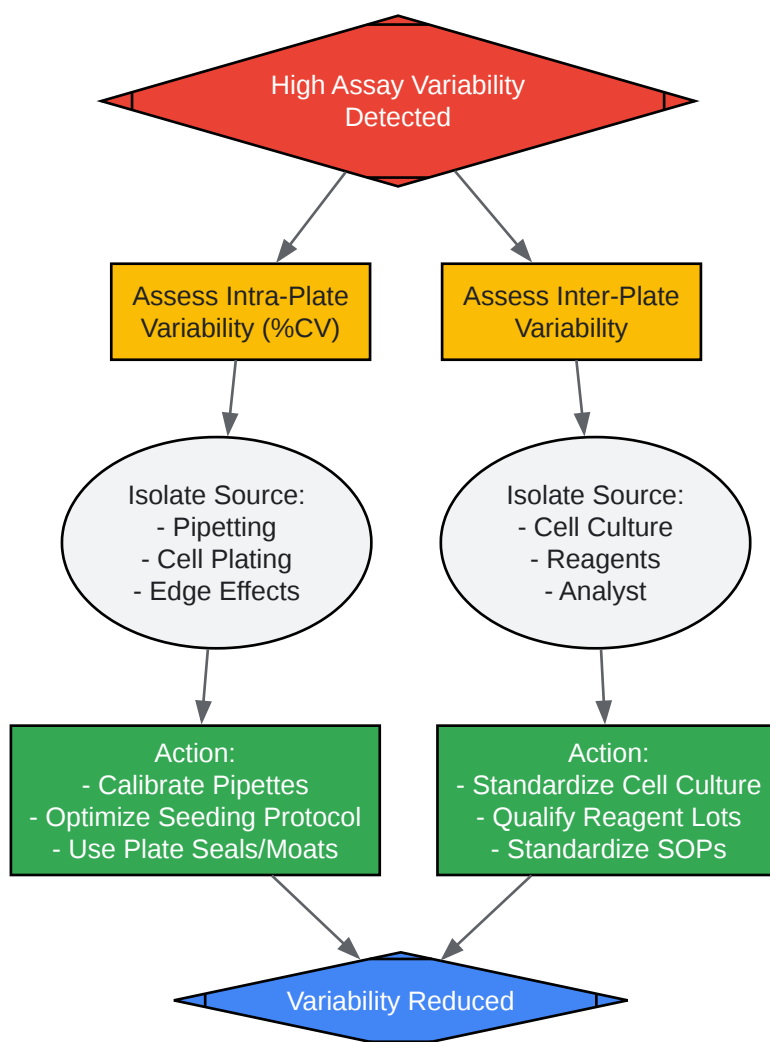 High Assay Variability
Detected
Assess Intra-Plate
Variability (%CV)
Assess Inter-Plate
Variability
Isolate Source:
- Pipetting
- Cell Plating
- Edge Effects
Isolate Source:
- Cell Culture
- Reagents
- Analyst
Action:
- Calibrate Pipettes
- Optimize Seeding Protocol
- Use Plate Seals/Moats
Action:
- Standardize Cell Culture
- Qualify Reagent Lots
- Standardize SOPs
Variability Reduced